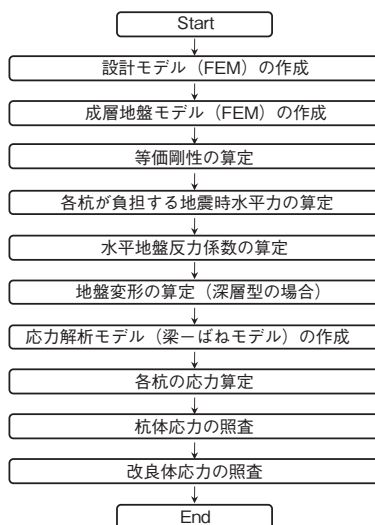 Start
設計モデル（FEM）の作成
成層地盤モデル（FEM）の作成
等価剛性の算定
各杭が負担する地震時水平力の算定
水平地盤反力係数の算定
地盤変形の算定（深層型の場合）
応力解析モデル（梁－ばねモデル）の作成
各杭の応力算定
杭体応力の照査
改良体応力の照査
End